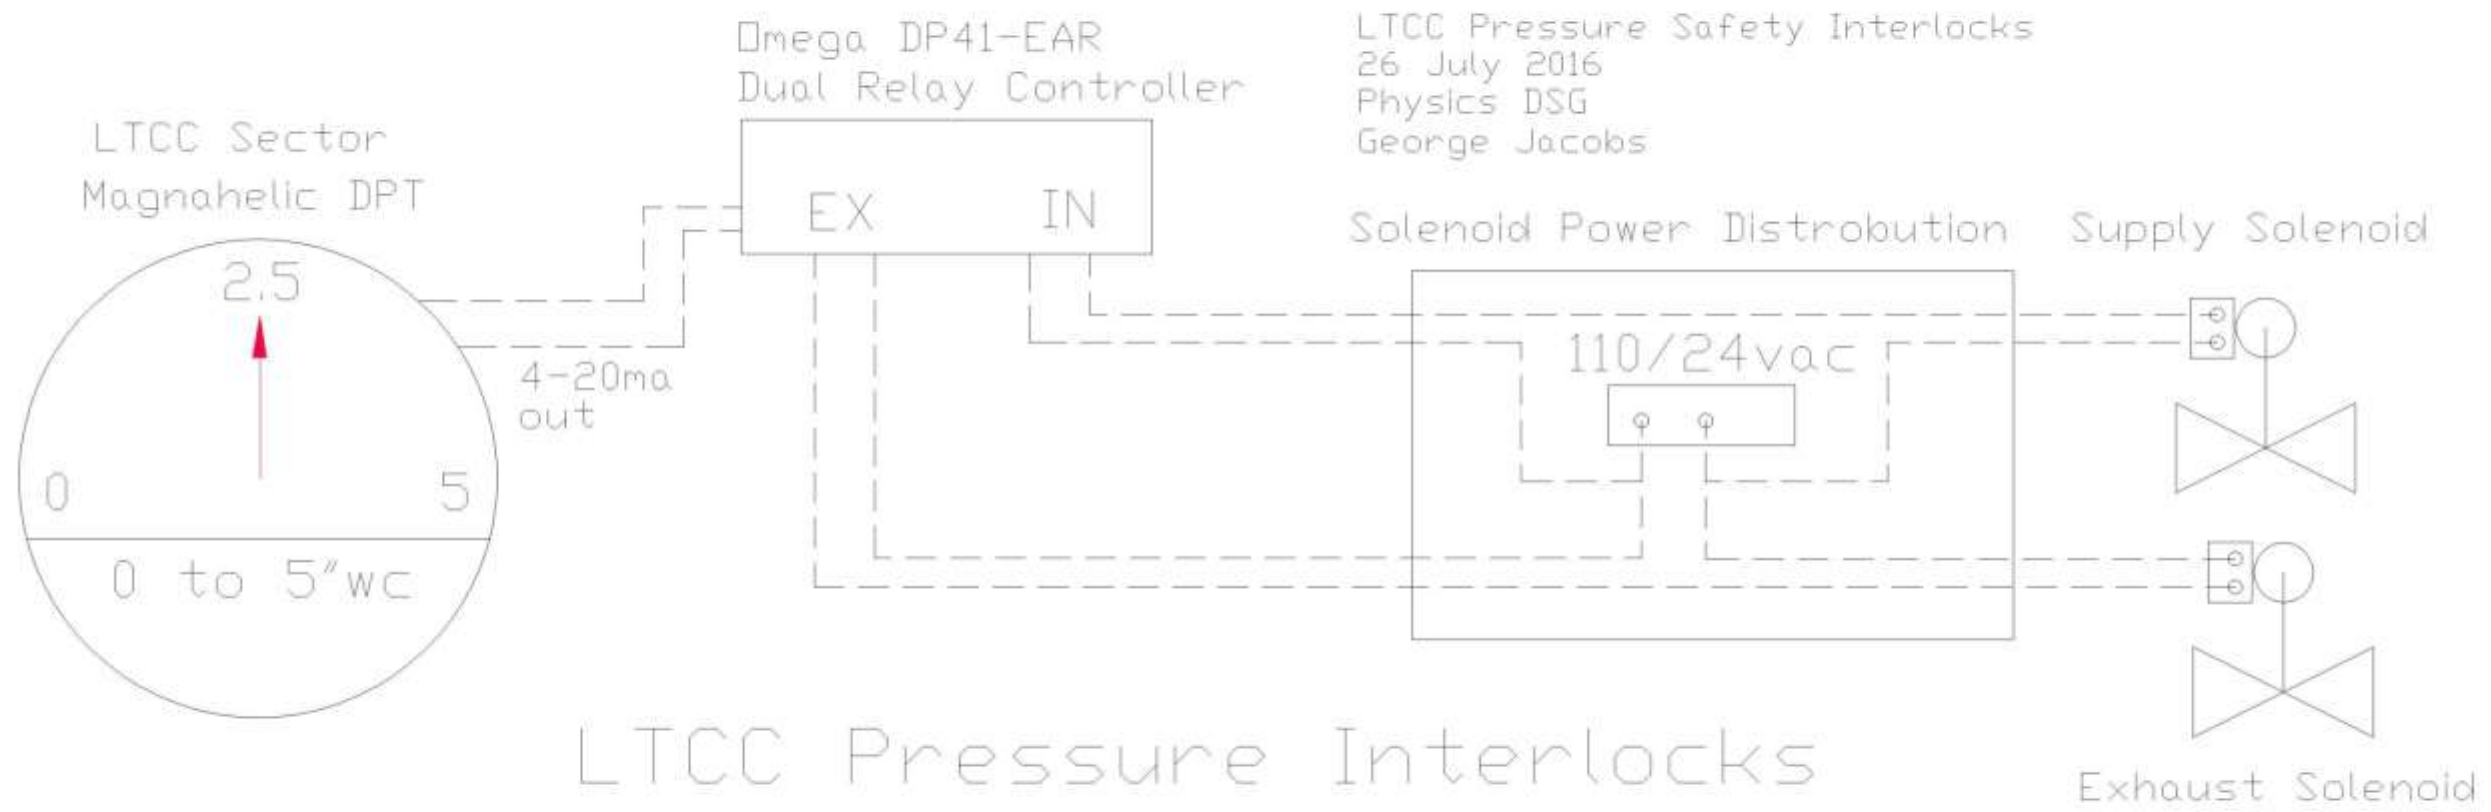 Omega DP41-EAR
Dual Relay Controller
LTCC Pressure Safety Interlocks
26 July 2016
Physics DSG
George Jacobs
LTCC Sector
Magnahelic DPT
EX
IN
Solenoid Power Distrobution
Supply Solenoid
2.5
0
5
0 to 5"wc
4-20ma
out
110/24vac
LTCC Pressure Interlocks
Exhaust Solenoid